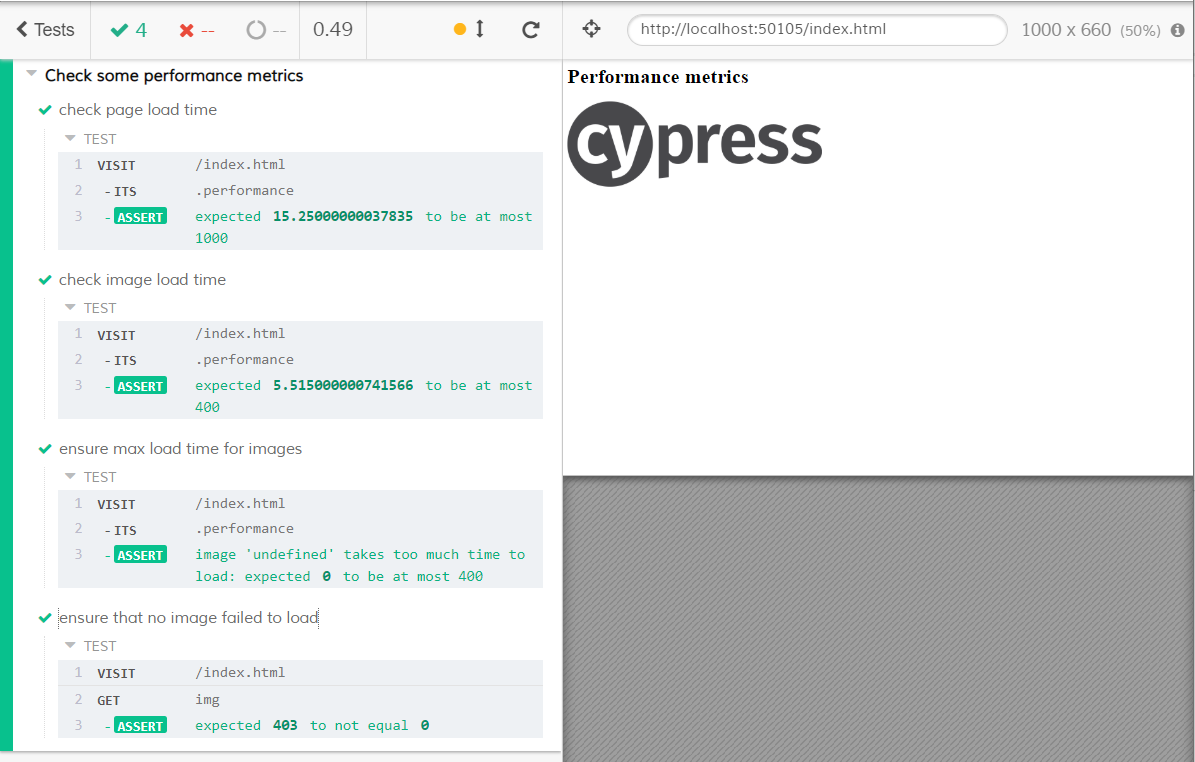 Tests 4 -- -- 0.49 http://localhost:50105/index.html 1000 x 660 (50%)
Check some performance metrics
check page load time
TEST
1 VISIT /index.html
2 - ITS .performance
3 - ASSERT expected 15.25000000037835 to be at most
1000
check image load time
TEST
1 VISIT /index.html
2 - ITS .performance
3 - ASSERT expected 5.515000000741566 to be at most
400
ensure max load time for images
TEST
1 VISIT /index.html
2 - ITS .performance
3 - ASSERT image 'undefined' takes too much time to
load: expected 0 to be at most 400
ensure that no image failed to load
TEST
1 VISIT /index.html
2 GET img
3 - ASSERT expected 403 to not equal 0
Performance metrics
cypress